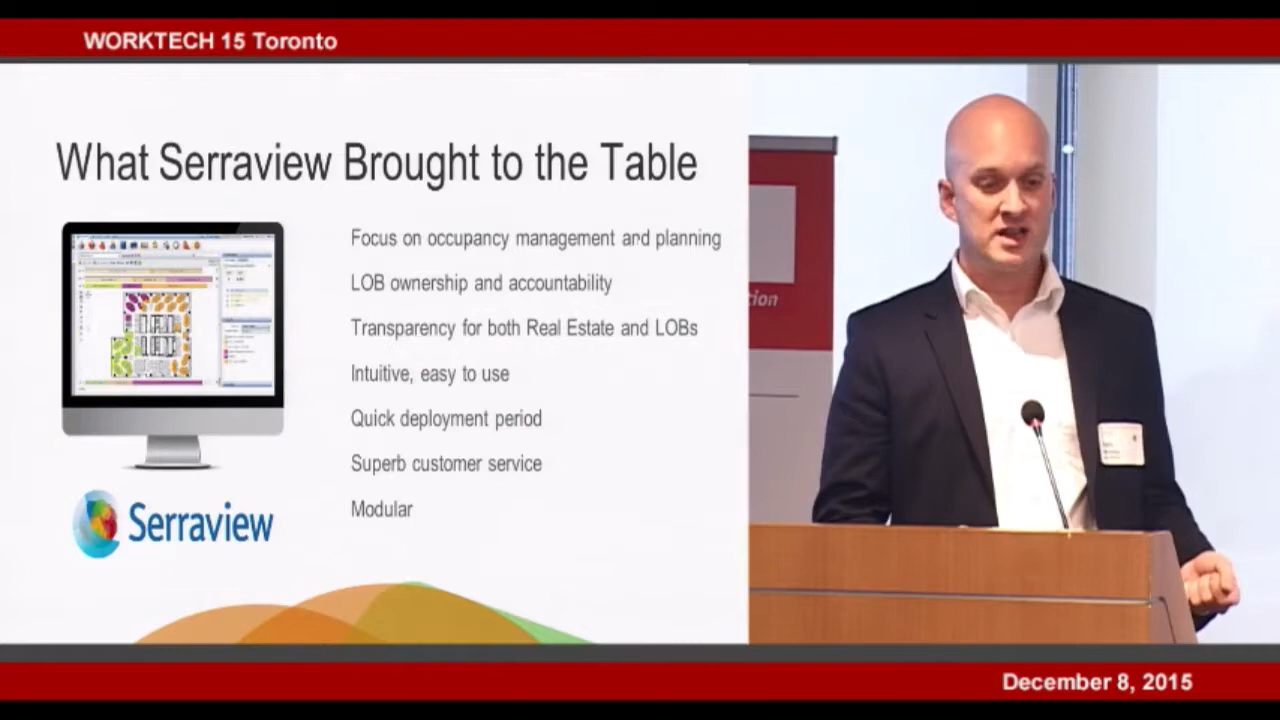 WORKTECH 15 Toronto
What Serraview Brought to the Table
Focus on occupancy management and planning
LOB ownership and accountability
Transparency for both Real Estate and LOBs
Intuitive, easy to use
Quick deployment period
Superb customer service
Modular
Serraview
tion
December 8, 2015